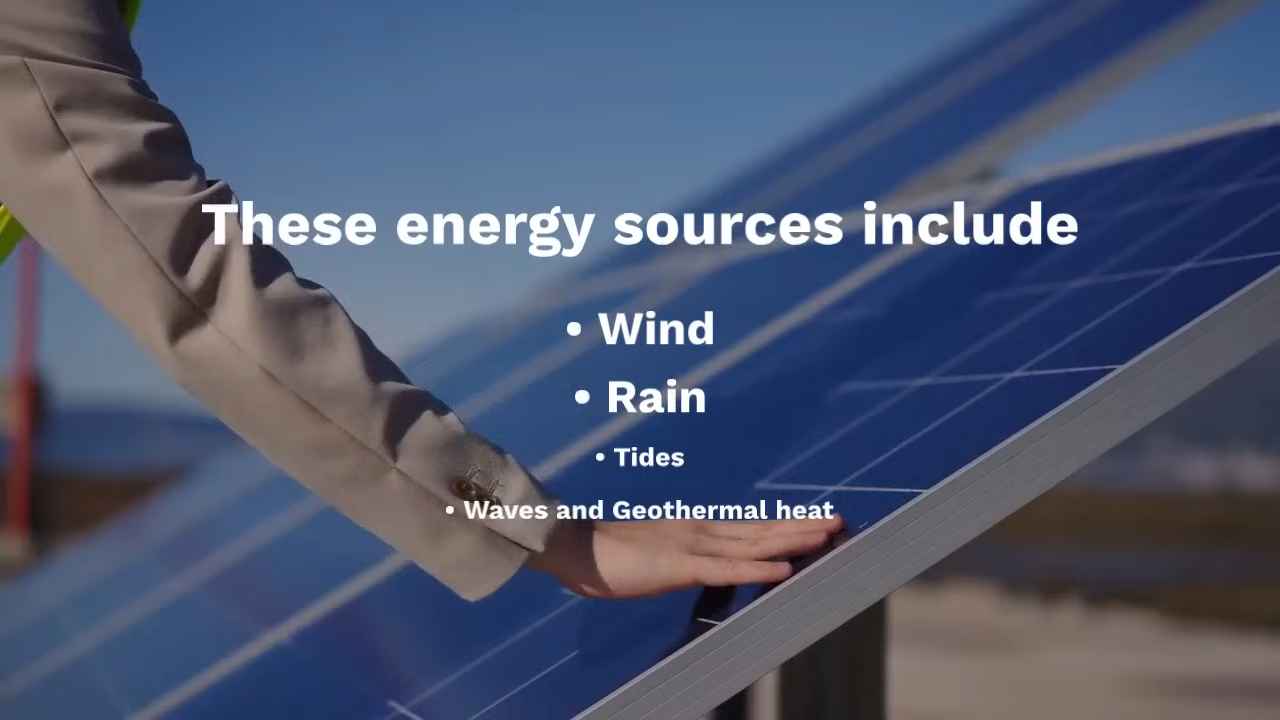 These energy sources include
• Wind
• Rain
• Tides
• Waves and Geothermal heat